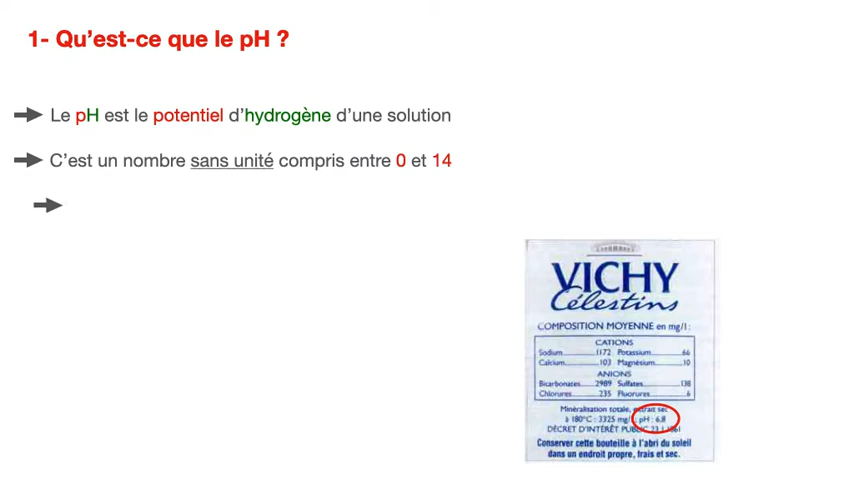 1- Qu'est-ce que le pH ?
Le pH est le potentiel d'hydrogène d'une solution
C'est un nombre sans unité compris entre 0 et 14
VICHY
Célestins
COMPOSITION MOYENNE en mg/l :
CATIONS
Sodium 1172 Potassium 66
Calcium 103 Magnésium 10
ANIONS
Bicarbonates 2989 Sulfates 138
Chlorures 235 Fluorures 6
Minéralisation totale, extrait sec
à 180°C : 3325 mg/l pH : 6,8
DÉCRET D'INTÉRÊT PUBLIC 23.1.1861
Conserver cette bouteille à l'abri du soleil
dans un endroit propre, frais et sec.